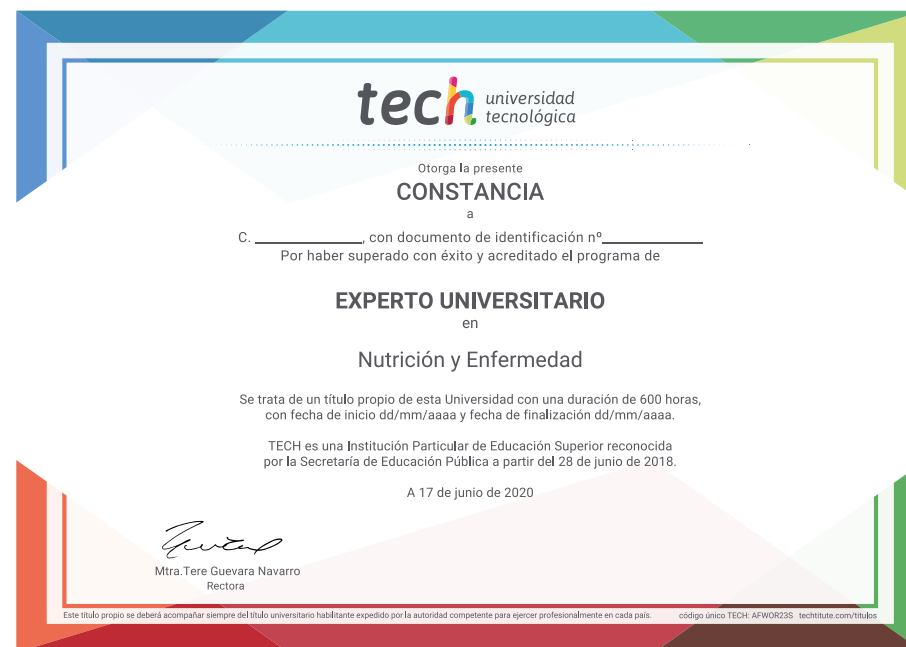 tech universidad
tecnológica
Otorga la presente
CONSTANCIA
a
C. ______________, con documento de identificación nº_____________
Por haber superado con éxito y acreditado el programa de
EXPERTO UNIVERSITARIO
en
Nutrición y Enfermedad
Se trata de un título propio de esta Universidad con una duración de 600 horas,
con fecha de inicio dd/mm/aaaa y fecha de finalización dd/mm/aaaa.
TECH es una Institución Particular de Educación Superior reconocida
por la Secretaría de Educación Pública a partir del 28 de junio de 2018.
A 17 de junio de 2020
Mtra.Tere Guevara Navarro
Rectora
Este título propio se deberá acompañar siempre del título universitario habilitante expedido por la autoridad competente para ejercer profesionalmente en cada país. código único TECH: AFWOR23S techtitute.com/titulos